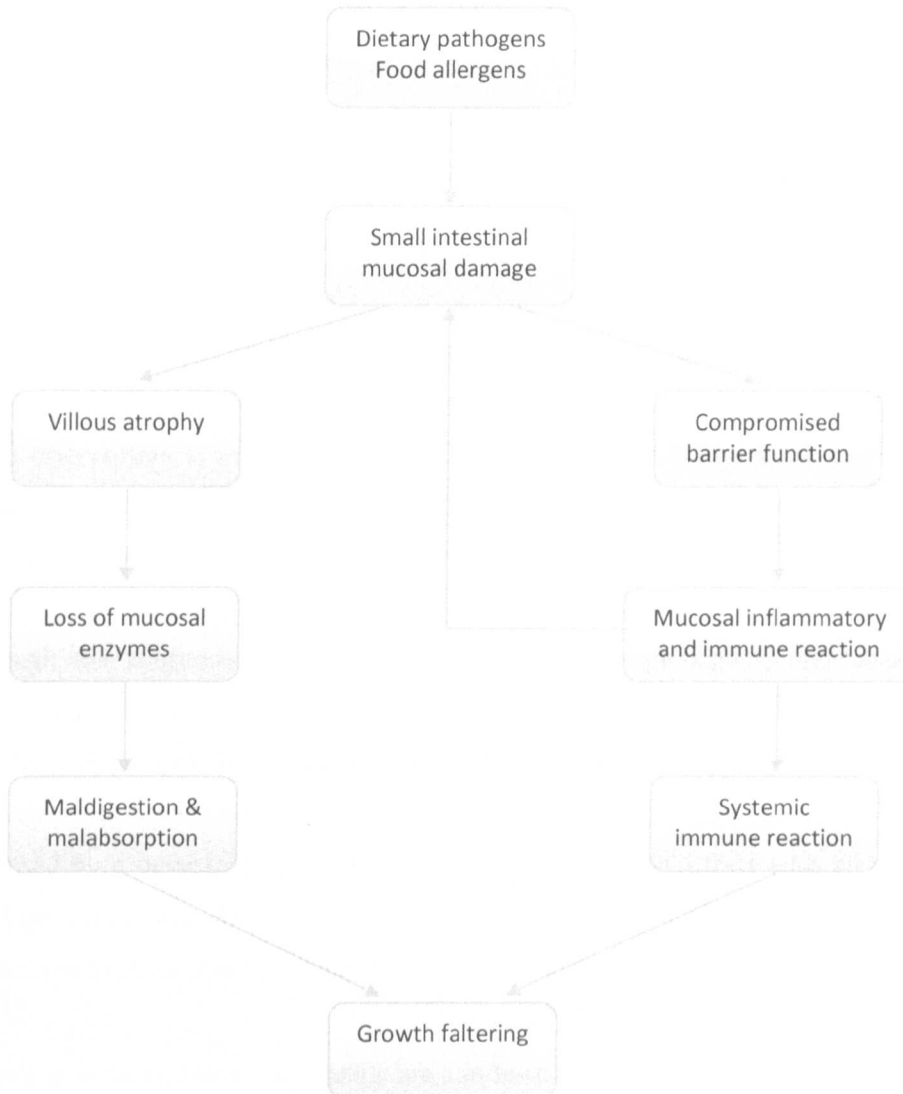 Dietary pathogens
Food allergens
Small intestinal
mucosal damage
Villous atrophy
Compromised
barrier function
Loss of mucosal
enzymes
Mucosal inflammatory
and immune reaction
Maldigestion &
malabsorption
Systemic
immune reaction
Growth faltering